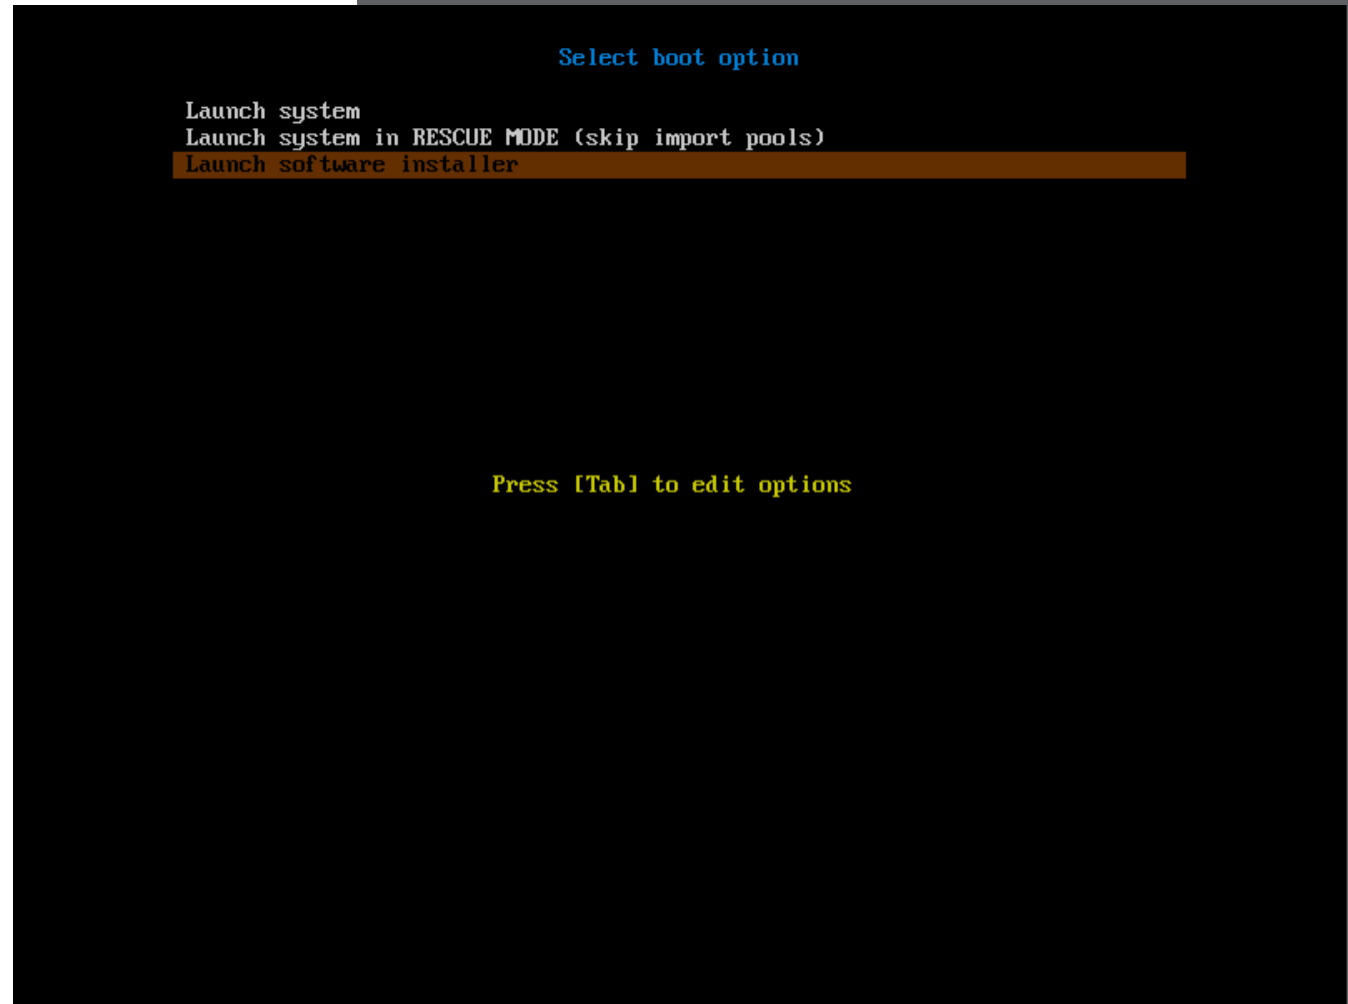 Select boot option
Launch system
Launch system in RESCUE MODE (skip import pools)
Launch software installer
Press [Tab] to edit options